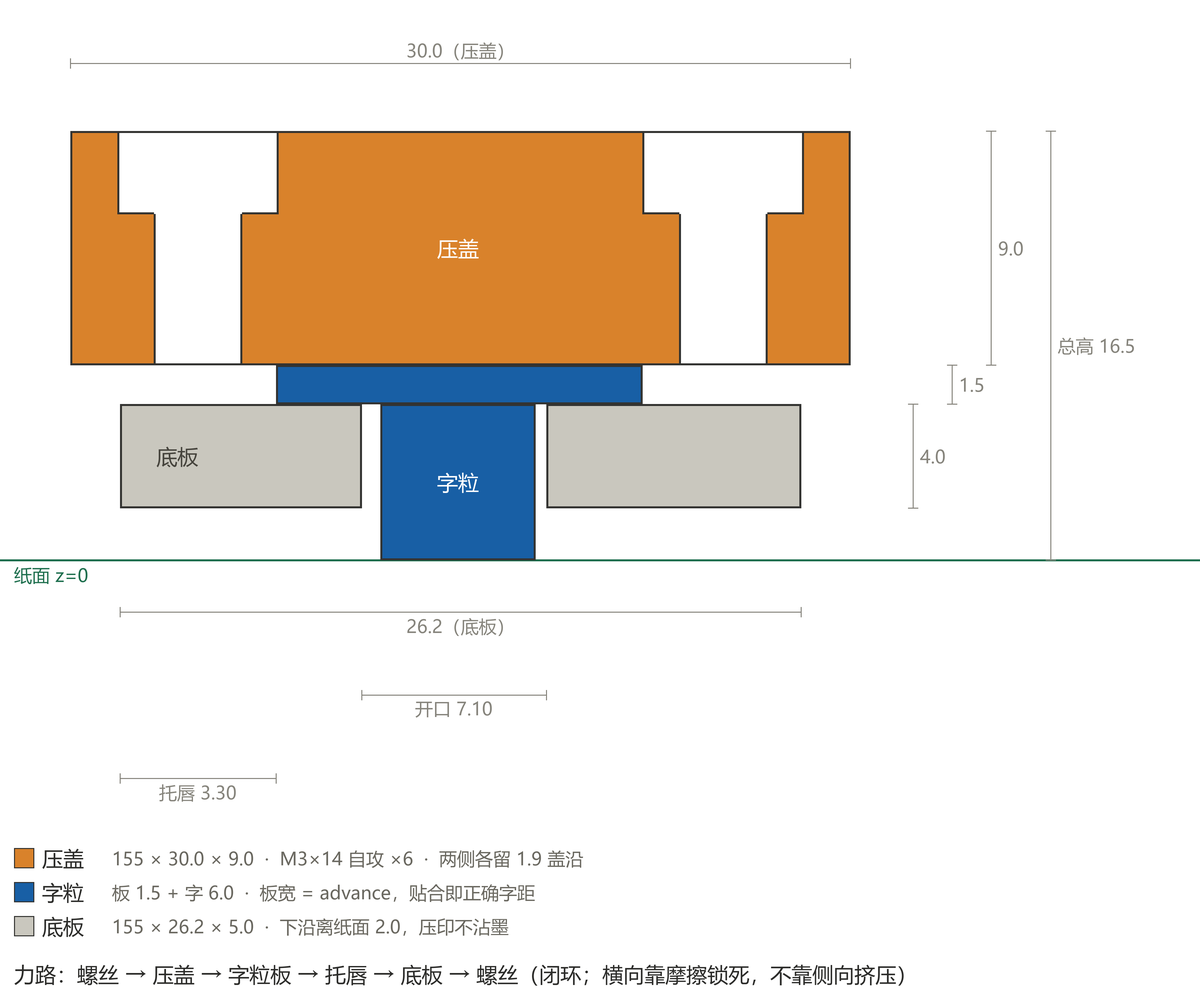 30.0（压盖）
压盖
9.0
总高 16.5
1.5
底板
4.0
字粒
纸面 z=0
26.2（底板）
开口 7.10
托唇 3.30
压盖 155 × 30.0 × 9.0 · M3×14 自攻 ×6 · 两侧各留 1.9 盖沿
字粒 板 1.5 + 字 6.0 · 板宽 = advance，贴合即正确字距
底板 155 × 26.2 × 5.0 · 下沿离纸面 2.0，压印不沾墨
力路：螺丝 → 压盖 → 字粒板 → 托唇 → 底板 → 螺丝（闭环；横向靠摩擦锁死，不靠侧向挤压）